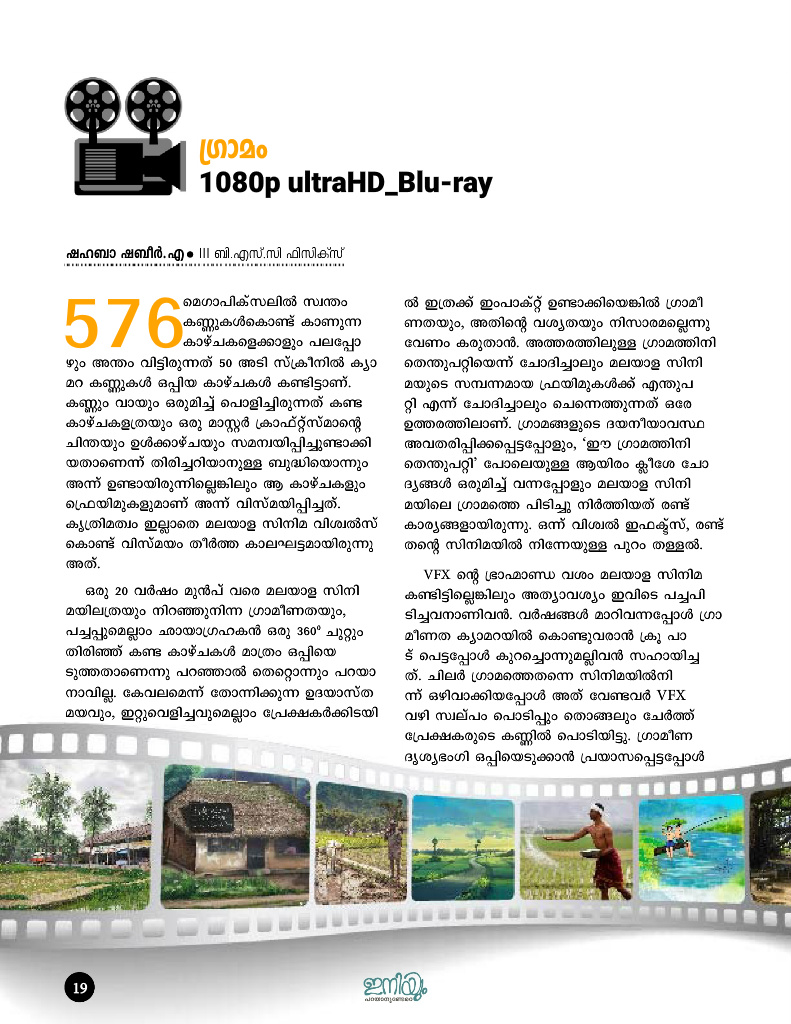 ഗ്രാമം
1080p ultraHD_Blu-ray
ഷഹബാ ഷബീർ.എ ● III ബി.എസ്.സി ഫിസിക്സ്
576 മെഗാപിക്സലിൽ സ്വന്തം
കണ്ണുകൾകൊണ്ട് കാണുന്ന
കാഴ്ചകളെക്കാളും പലപ്പോ
ഴും അന്തം വിട്ടിരുന്നത് 50 അടി സ്ക്രീനിൽ ക്യാ
മറ കണ്ണുകൾ ഒപ്പിയ കാഴ്ചകൾ കണ്ടിട്ടാണ്.
കണ്ണും വായും ഒരുമിച്ച് പൊളിച്ചിരുന്നത് കണ്ട
കാഴ്ചകളത്രയും ഒരു മാസ്റ്റർ ക്രാഫ്റ്റ്സ്മാന്റെ
ചിന്തയും ഉൾക്കാഴ്ചയും സമന്വയിപ്പിച്ചുണ്ടാക്കി
യതാണെന്ന് തിരിച്ചറിയാനുള്ള ബുദ്ധിയൊന്നും
അന്ന് ഉണ്ടായിരുന്നില്ലെങ്കിലും ആ കാഴ്ചകളും
ഫ്രെയിമുകളുമാണ് അന്ന് വിസ്മയിപ്പിച്ചത്.
കൃത്രിമത്വം ഇല്ലാതെ മലയാള സിനിമ വിശ്വൽസ്
കൊണ്ട് വിസ്മയം തീർത്ത കാലഘട്ടമായിരുന്നു
അത്.
ഒരു 20 വർഷം മുൻപ് വരെ മലയാള സിനി
മയിലത്രയും നിറഞ്ഞുനിന്ന ഗ്രാമീണതയും,
പച്ചപ്പുമെല്ലാം ഛായാഗ്രഹകൻ ഒരു 360⁰ ചുറ്റും
തിരിഞ്ഞ് കണ്ട കാഴ്ചകൾ മാത്രം ഒപ്പിയെ
ടുത്തതാണെന്നു പറഞ്ഞാൽ തെറ്റൊന്നും പറയാ
നാവില്ല. കേവലമെന്ന് തോന്നിക്കുന്ന ഉദയാസ്ത
മയവും, ഇറ്റുവെളിച്ചവുമെല്ലാം പ്രേക്ഷകർക്കിടയി
ൽ ഇത്രക്ക് ഇംപാക്റ്റ് ഉണ്ടാക്കിയെങ്കിൽ ഗ്രാമീ
ണതയും, അതിന്റെ വശ്യതയും നിസാരമല്ലെന്നു
വേണം കരുതാൻ. അത്തരത്തിലുള്ള ഗ്രാമത്തിനി
തെന്തുപറ്റിയെന്ന് ചോദിച്ചാലും മലയാള സിനി
മയുടെ സമ്പന്നമായ ഫ്രയിമുകൾക്ക് എന്തുപ
റ്റി എന്ന് ചോദിച്ചാലും ചെന്നെത്തുന്നത് ഒരേ
ഉത്തരത്തിലാണ്. ഗ്രാമങ്ങളുടെ ദയനീയാവസ്ഥ
അവതരിപ്പിക്കപ്പെട്ടപ്പോളും, ‘ഈ ഗ്രാമത്തിനി
തെന്തുപറ്റി’ പോലെയുള്ള ആയിരം ക്ലീശേ ചോ
ദ്യങ്ങൾ ഒരുമിച്ച് വന്നപ്പോളും മലയാള സിനി
മയിലെ ഗ്രാമത്തെ പിടിച്ചു നിർത്തിയത് രണ്ട്
കാര്യങ്ങളായിരുന്നു. ഒന്ന് വിശ്വൽ ഇഫക്ട്സ്, രണ്ട്
തന്റെ സിനിമയിൽ നിന്നേയുള്ള പുറം തള്ളൽ.
VFX ന്റെ ഭ്രാഹ്മാണ്ഡ വശം മലയാള സിനിമ
കണ്ടിട്ടില്ലെങ്കിലും അത്യാവശ്യം ഇവിടെ പച്ചപി
ടിച്ചവനാണിവൻ. വർഷങ്ങൾ മാറിവന്നപ്പോൾ ഗ്രാ
മീണത ക്യാമറയിൽ കൊണ്ടുവരാൻ ക്രൂ പാ
ട് പെട്ടപ്പോൾ കുറച്ചൊന്നുമല്ലിവൻ സഹായിച്ച
ത്. ചിലർ ഗ്രാമത്തെതന്നെ സിനിമയിൽനി
ന്ന് ഒഴിവാക്കിയപ്പോൾ അത് വേണ്ടവർ VFX
വഴി സ്വല്പം പൊടിപ്പും തൊങ്ങലും ചേർത്ത്
പ്രേക്ഷകരുടെ കണ്ണിൽ പൊടിയിട്ടു. ഗ്രാമീണ
ദൃശ്യഭംഗി ഒപ്പിയെടുക്കാൻ പ്രയാസപ്പെട്ടപ്പോൾ
19
ഇനിയും
പറയാനുണ്ടേറെ